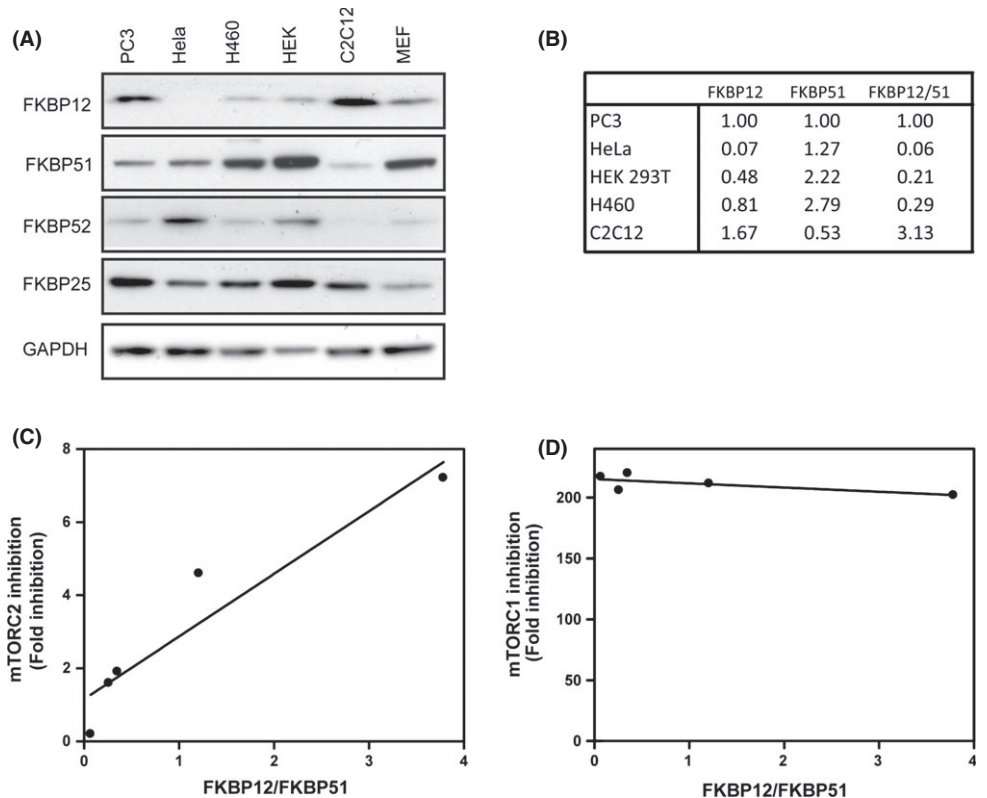 (A)
PC3 Hela H460 HEK C2C12 MEF
FKBP12
FKBP51
FKBP52
FKBP25
GAPDH
(B)
FKBP12 FKBP51 FKBP12/51
PC3 1.00 1.00 1.00
HeLa 0.07 1.27 0.06
HEK 293T 0.48 2.22 0.21
H460 0.81 2.79 0.29
C2C12 1.67 0.53 3.13
(C)
mTORC2 inhibition
(Fold inhibition)
8
6
4
2
0
0 1 2 3 4
FKBP12/FKBP51
(D)
mTORC1 inhibition
(Fold inhibition)
200
150
100
50
0
0 1 2 3 4
FKBP12/FKBP51